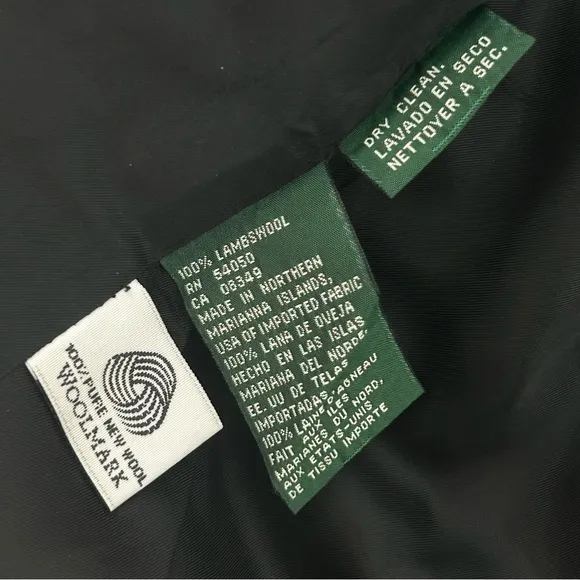 DRY CLEAN.
LAVADO EN SECO
NETTOYER A SEC.
100% LAMBSWOOL
RN 54050
CA 08349
MADE IN NORTHERN
MARIANNA ISLANDS,
USA OF IMPORTED FABRIC
100% LANA DE OVEJA
HECHO EN LAS ISLAS
MARIANA DEL NORDE.
EE. UU DE TELAS
IMPORTADAS.
100% LAINE D'AGNEAU
FAIT AUX ILES
MARIANES DU NORD,
AUX ETATS UNIS
DE TISSU IMPORTE
100% PURE NEW WOOL
WOOLMARK